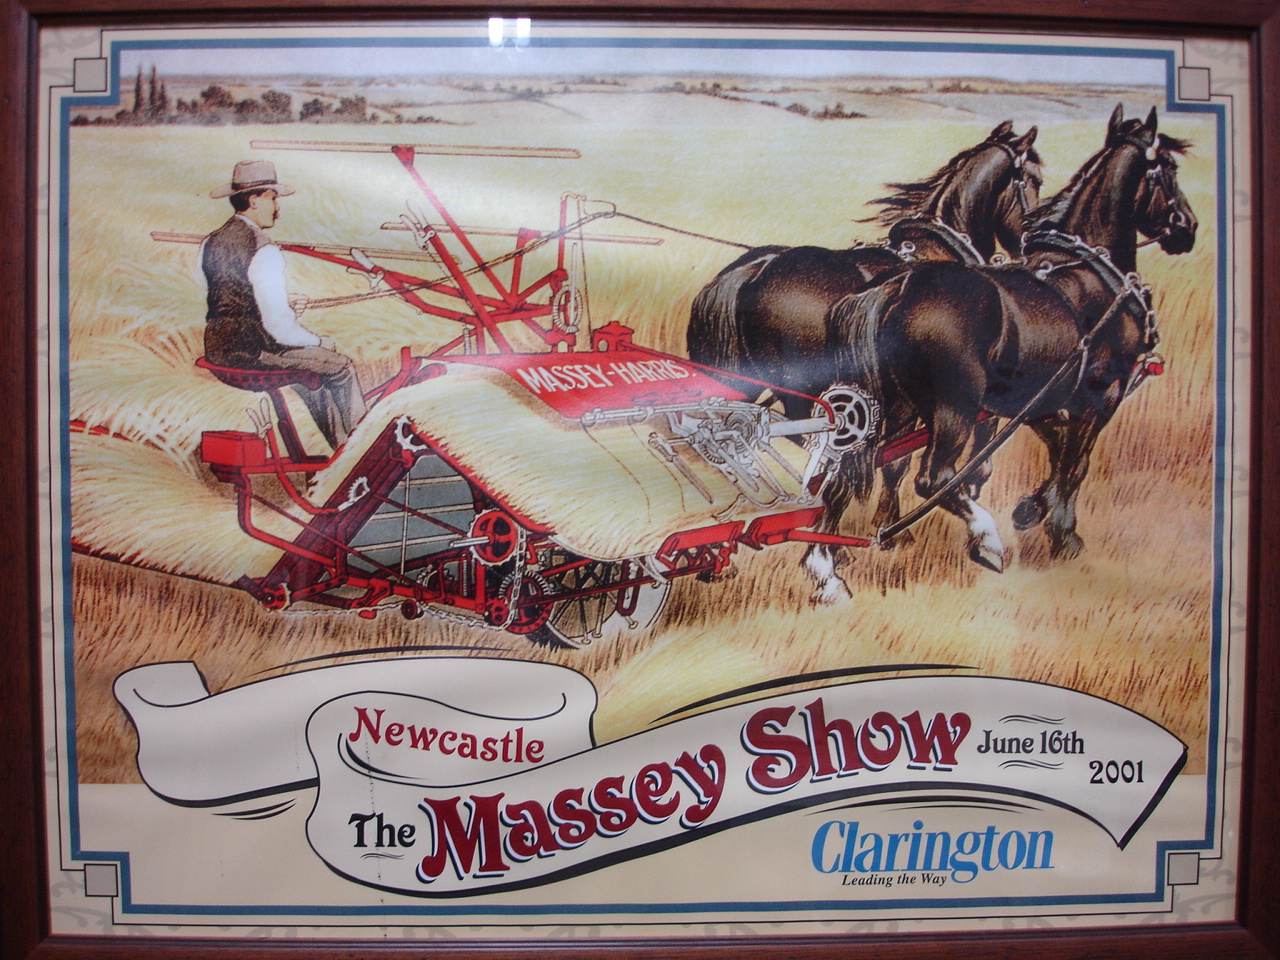 MASSEY-HARRIS
Newcastle
The Massey Show June 16th
2001
Clarington
Leading the Way